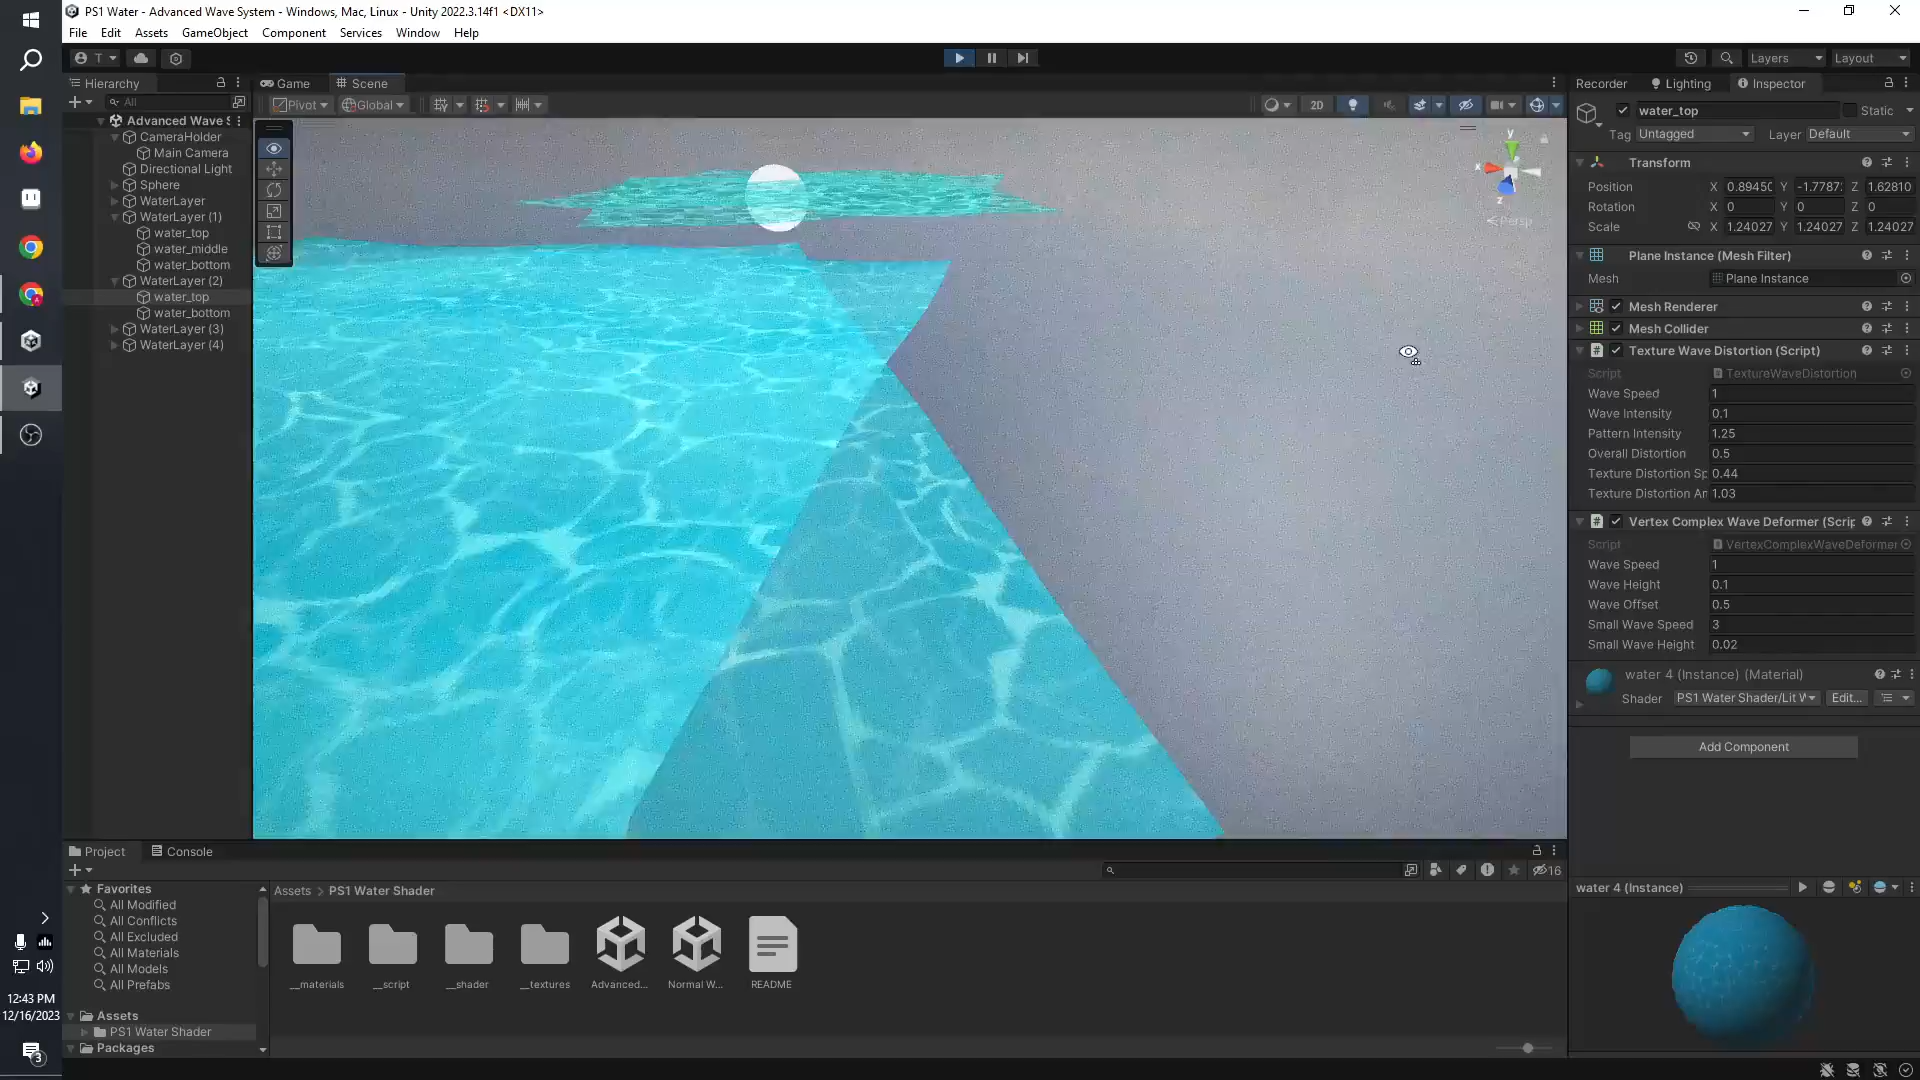 PS1 Water - Advanced Wave System - Windows, Mac, Linux - Unity 2022.3.14f1 <DX11>
File Edit Assets GameObject Component Services Window Help
T
Layers Layout
Hierarchy
All
Advanced Wave S
CameraHolder
Main Camera
Directional Light
Sphere
WaterLayer
WaterLayer (1)
water_top
water_middle
water_bottom
WaterLayer (2)
water_top
water_bottom
WaterLayer (3)
WaterLayer (4)
Game Scene
Pivot Global
2D
y
x
z
Persp
Recorder Lighting Inspector
water_top Static
Tag Untagged Layer Default
Transform
Position X 0.8945( Y -1.7787: Z 1.62810
Rotation X 0 Y 0 Z 0
Scale X 1.24027 Y 1.24027 Z 1.24027
Plane Instance (Mesh Filter)
Mesh Plane Instance
Mesh Renderer
Mesh Collider
Texture Wave Distortion (Script)
Script TextureWaveDistortion
Wave Speed 1
Wave Intensity 0.1
Pattern Intensity 1.25
Overall Distortion 0.5
Texture Distortion Sp 0.44
Texture Distortion Ar 1.03
Vertex Complex Wave Deformer (Scrip
Script VertexComplexWaveDeformer
Wave Speed 1
Wave Height 0.1
Wave Offset 0.5
Small Wave Speed 3
Small Wave Height 0.02
water 4 (Instance) (Material)
Shader PS1 Water Shader/Lit W Edit...
Add Component
water 4 (Instance)
Project Console
16
Favorites
All Modified
All Conflicts
All Excluded
All Materials
All Models
All Prefabs
Assets
PS1 Water Shader
Packages
Assets > PS1 Water Shader
__materials __script __shader __textures Advanced... Normal W... README
12:43 PM
12/16/2023
3